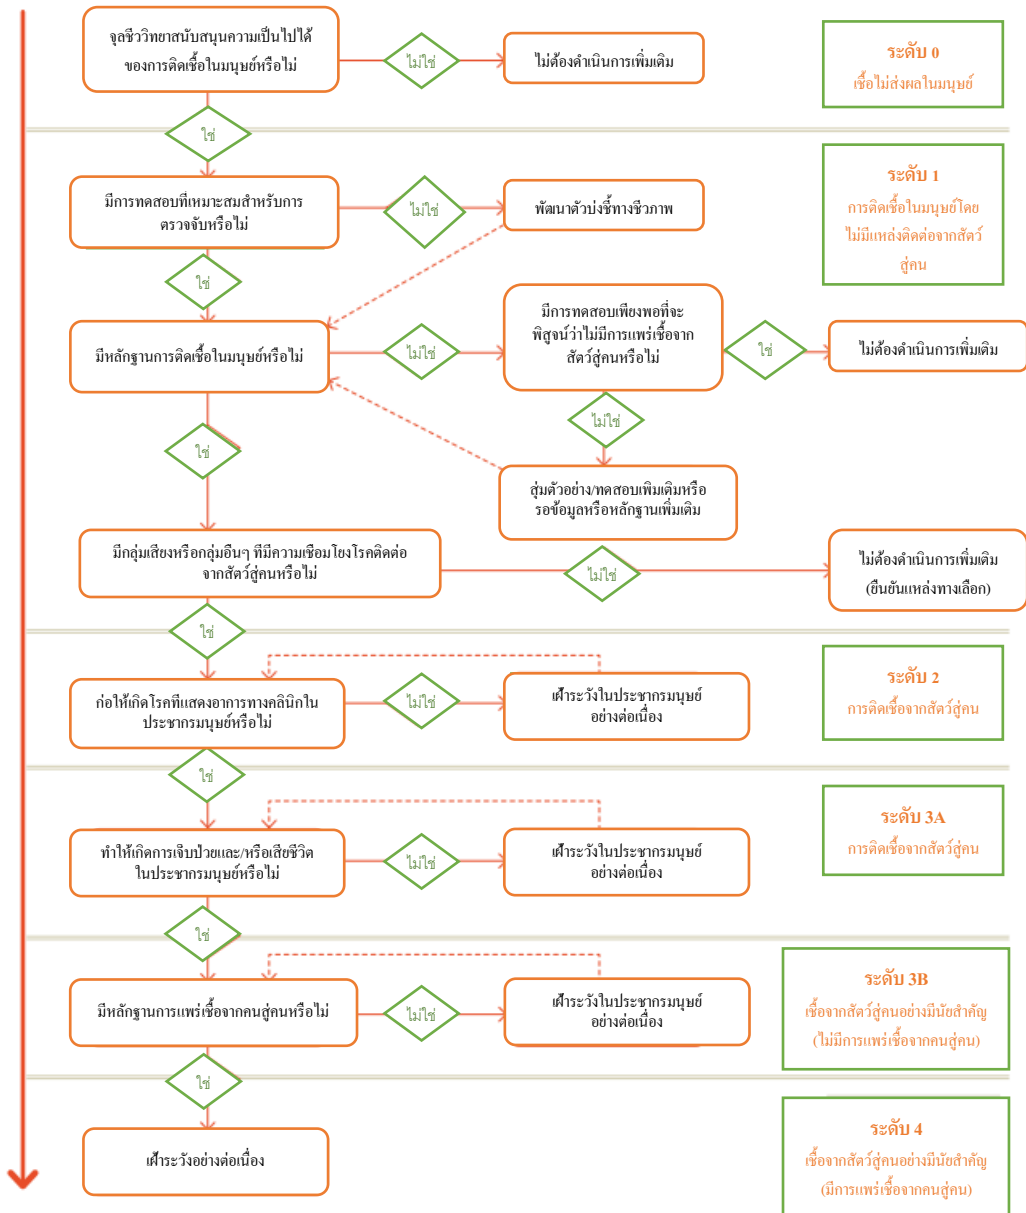 จุลชีววิทยาสนับสนุนความเป็นไปได้
ของการติดเชื้อในมนุษย์หรือไม่
ไม่ใช่
ไม่ต้องดำเนินการเพิ่มเติม
ระดับ 0
เชื้อไม่ส่งผลในมนุษย์
ใช่
มีการทดสอบที่เหมาะสมสำหรับการ
ตรวจจับหรือไม่
ไม่ใช่
พัฒนาตัวบ่งชี้ทางชีวภาพ
ระดับ 1
การติดเชื้อในมนุษย์โดย
ไม่มีแหล่งติดต่อจากสัตว์
สู่คน
ใช่
มีหลักฐานการติดเชื้อในมนุษย์หรือไม่
ไม่ใช่
มีการทดสอบเพียงพอที่จะ
พิสูจน์ว่าไม่มีการแพร่เชื้อจาก
สัตว์สู่คนหรือไม่
ใช่
ไม่ต้องดำเนินการเพิ่มเติม
ไม่ใช่
ใช่
สุ่มตัวอย่าง/ทดสอบเพิ่มเติมหรือ
รอข้อมูลหรือหลักฐานเพิ่มเติม
มีกลุ่มเสี่ยงหรือกลุ่มอื่นๆ ที่มีความเชื่อมโยงโรคติดต่อ
จากสัตว์สู่คนหรือไม่
ไม่ใช่
ไม่ต้องดำเนินการเพิ่มเติม
(ยืนยันแหล่งทางเลือก)
ใช่
ก่อให้เกิดโรคที่แสดงอาการทางคลินิกใน
ประชากรมนุษย์หรือไม่
ไม่ใช่
เฝ้าระวังในประชากรมนุษย์
อย่างต่อเนื่อง
ระดับ 2
การติดเชื้อจากสัตว์สู่คน
ใช่
ทำให้เกิดการเจ็บป่วยและ/หรือเสียชีวิต
ในประชากรมนุษย์หรือไม่
ไม่ใช่
เฝ้าระวังในประชากรมนุษย์
อย่างต่อเนื่อง
ระดับ 3A
การติดเชื้อจากสัตว์สู่คน
ใช่
มีหลักฐานการแพร่เชื้อจากคนสู่คนหรือไม่
ไม่ใช่
เฝ้าระวังในประชากรมนุษย์
อย่างต่อเนื่อง
ระดับ 3B
เชื้อจากสัตว์สู่คนอย่างมีนัยสำคัญ
(ไม่มีการแพร่เชื้อจากคนสู่คน)
ใช่
เฝ้าระวังอย่างต่อเนื่อง
ระดับ 4
เชื้อจากสัตว์สู่คนอย่างมีนัยสำคัญ
(มีการแพร่เชื้อจากคนสู่คน)